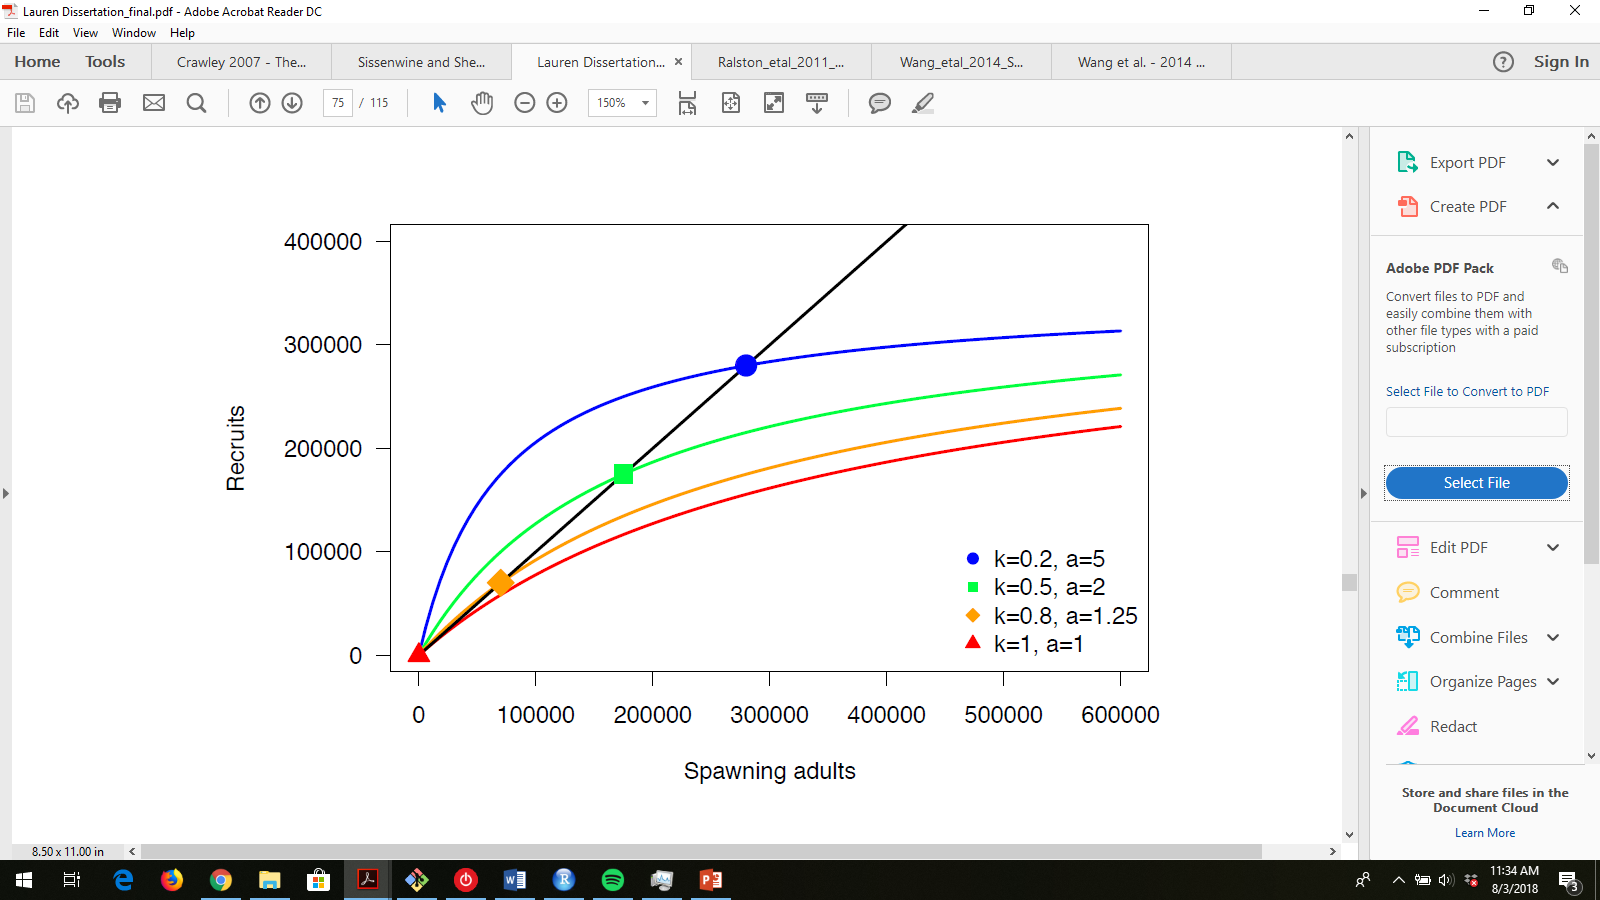 Lauren Dissertation_final.pdf - Adobe Acrobat Reader DC
File Edit View Window Help
Home Tools Crawley 2007 - The... Sissenwine and She... Lauren Dissertation... × Ralston_etal_2011_... Wang_etal_2014_S... Wang et al. - 2014 ... ? Sign In
75 / 115 150%
400000
300000
200000
100000
0
Recruits
k=0.2, a=5
k=0.5, a=2
k=0.8, a=1.25
k=1, a=1
0 100000 200000 300000 400000 500000 600000
Spawning adults
8.50 x 11.00 in
Export PDF
Create PDF
Adobe PDF Pack
Convert files to PDF and
easily combine them with
other file types with a paid
subscription
Select File to Convert to PDF
Select File
Edit PDF
Comment
Combine Files
Organize Pages
Redact
Store and share files in the
Document Cloud
Learn More
11:34 AM
8/3/2018
3